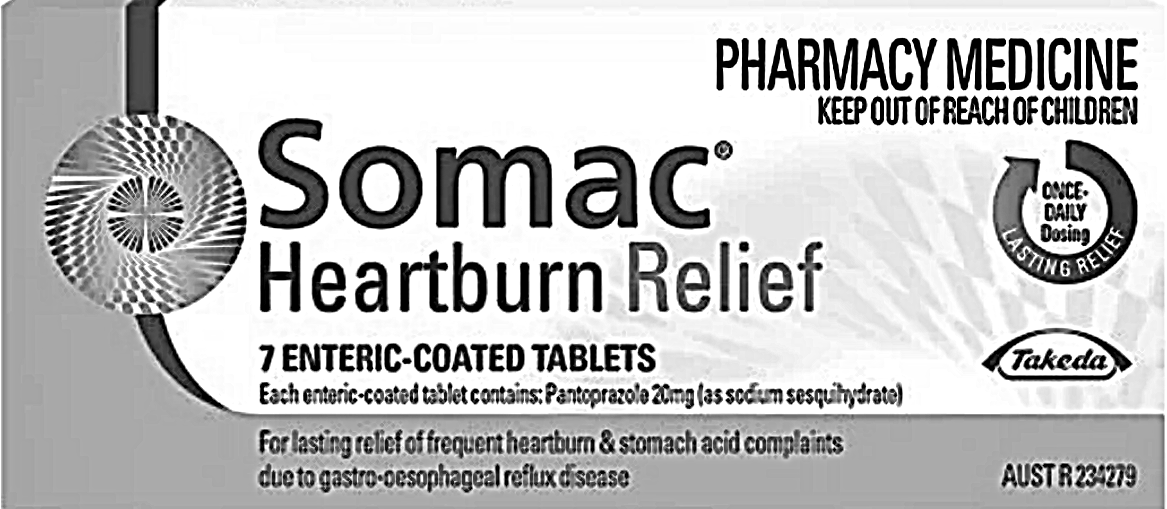 PHARMACY MEDICINE
KEEP OUT OF REACH OF CHILDREN
Somac®
Heartburn Relief
ONCE-
DAILY
Dosing
LASTING RELIEF
7 ENTERIC-COATED TABLETS
Each enteric-coated tablet contains: Pantoprazole 20mg (as sodium sesquihydrate)
Takeda
For lasting relief of frequent heartburn & stomach acid complaints
due to gastro-oesophageal reflux disease
AUST R 234279